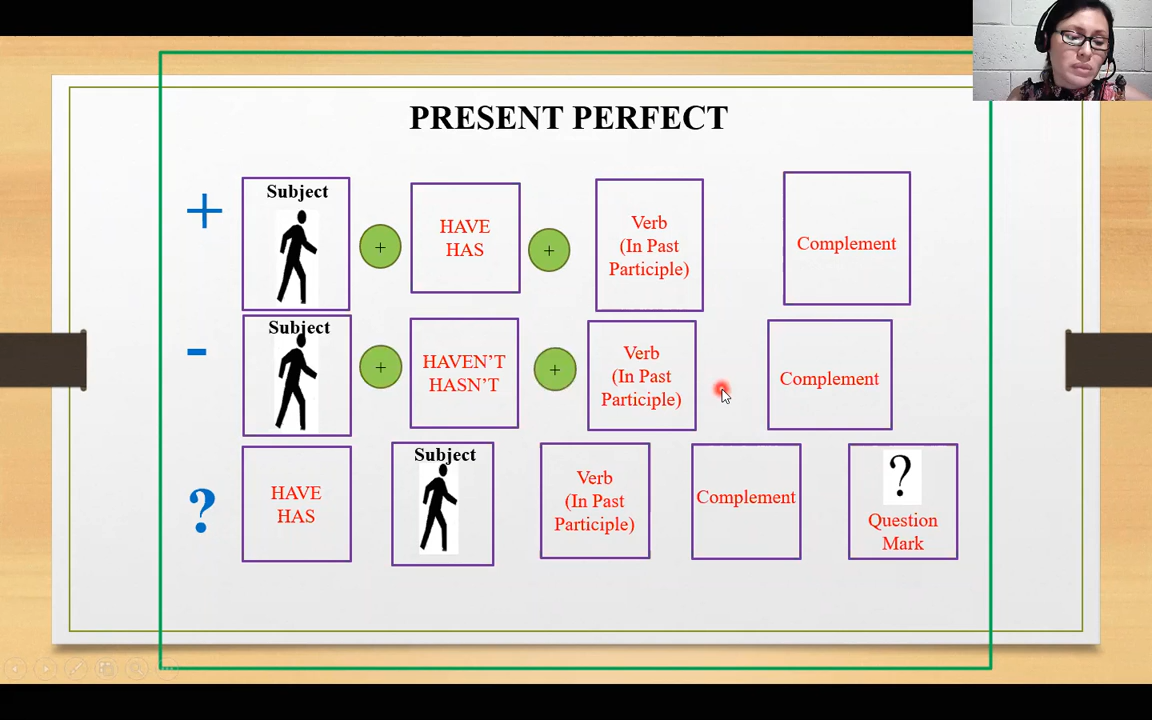 PRESENT PERFECT
+
Subject
+
HAVE
HAS
+
Verb
(In Past
Participle)
Complement
-
Subject
+
HAVEN'T
HASN'T
+
Verb
(In Past
Participle)
Complement
?
HAVE
HAS
Subject
Verb
(In Past
Participle)
Complement
?
Question
Mark